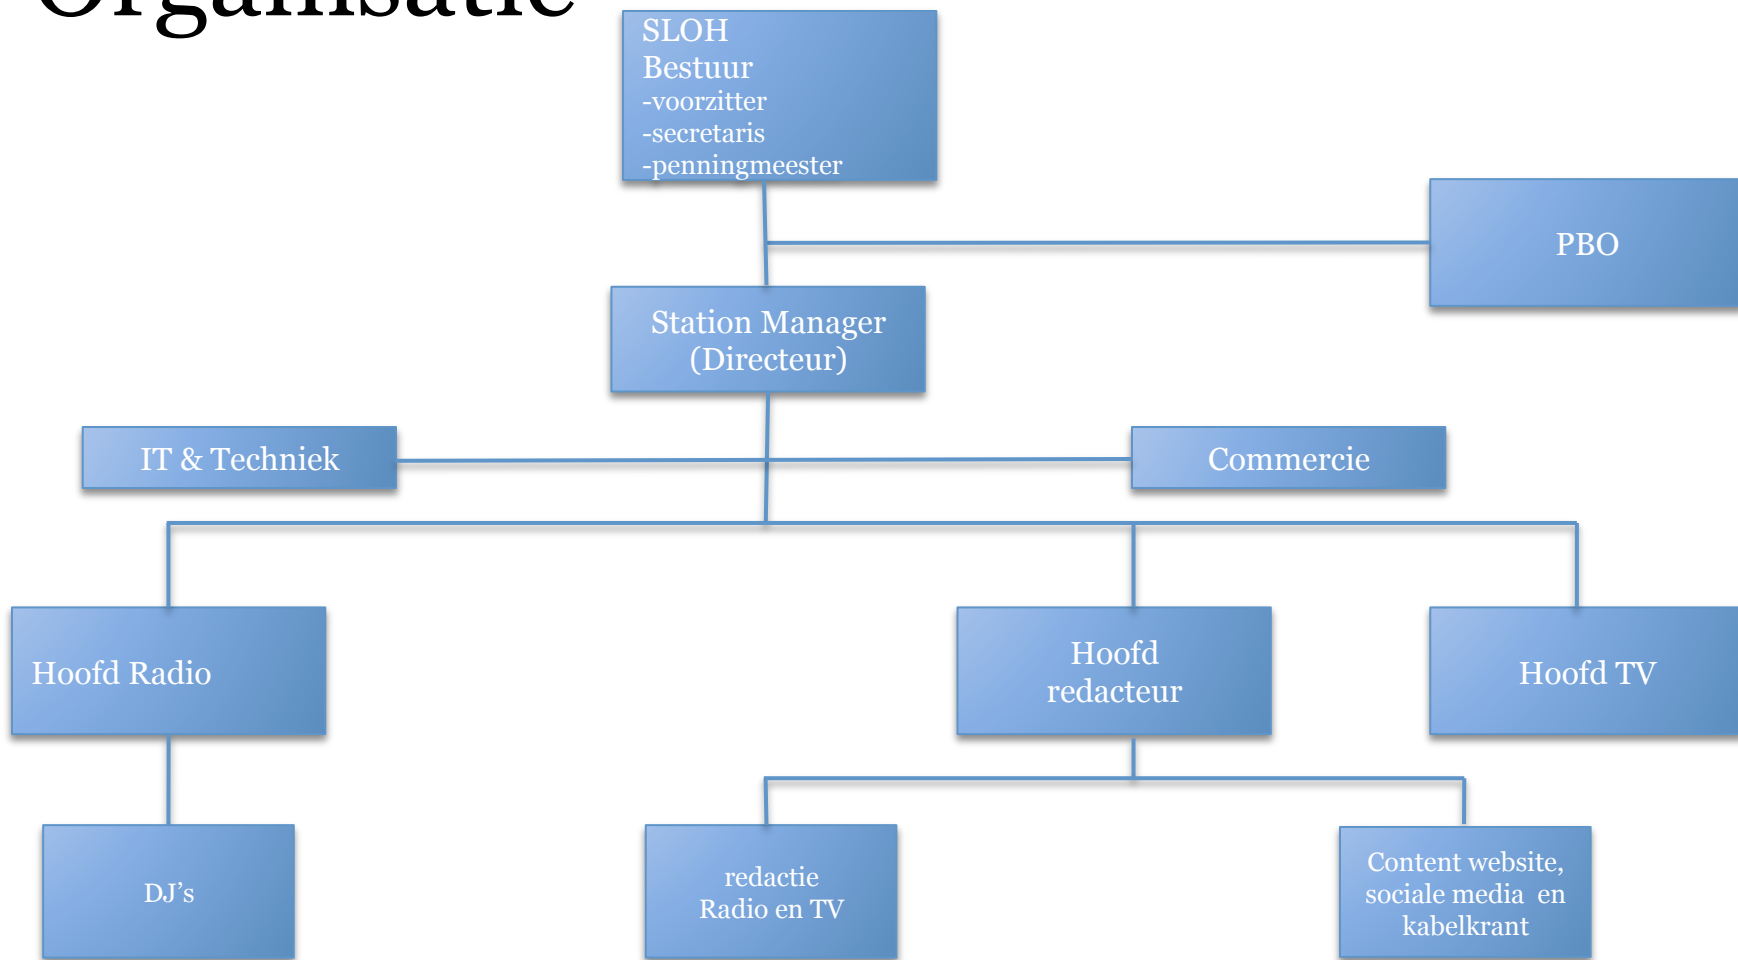 Organisatie
SLOH
Bestuur
-voorzitter
-secretaris
-penningmeester
PBO
Station Manager
(Directeur)
IT & Techniek
Commercie
Hoofd Radio
Hoofd
redacteur
Hoofd TV
DJ’s
redactie
Radio en TV
Content website,
sociale media  en
kabelkrant